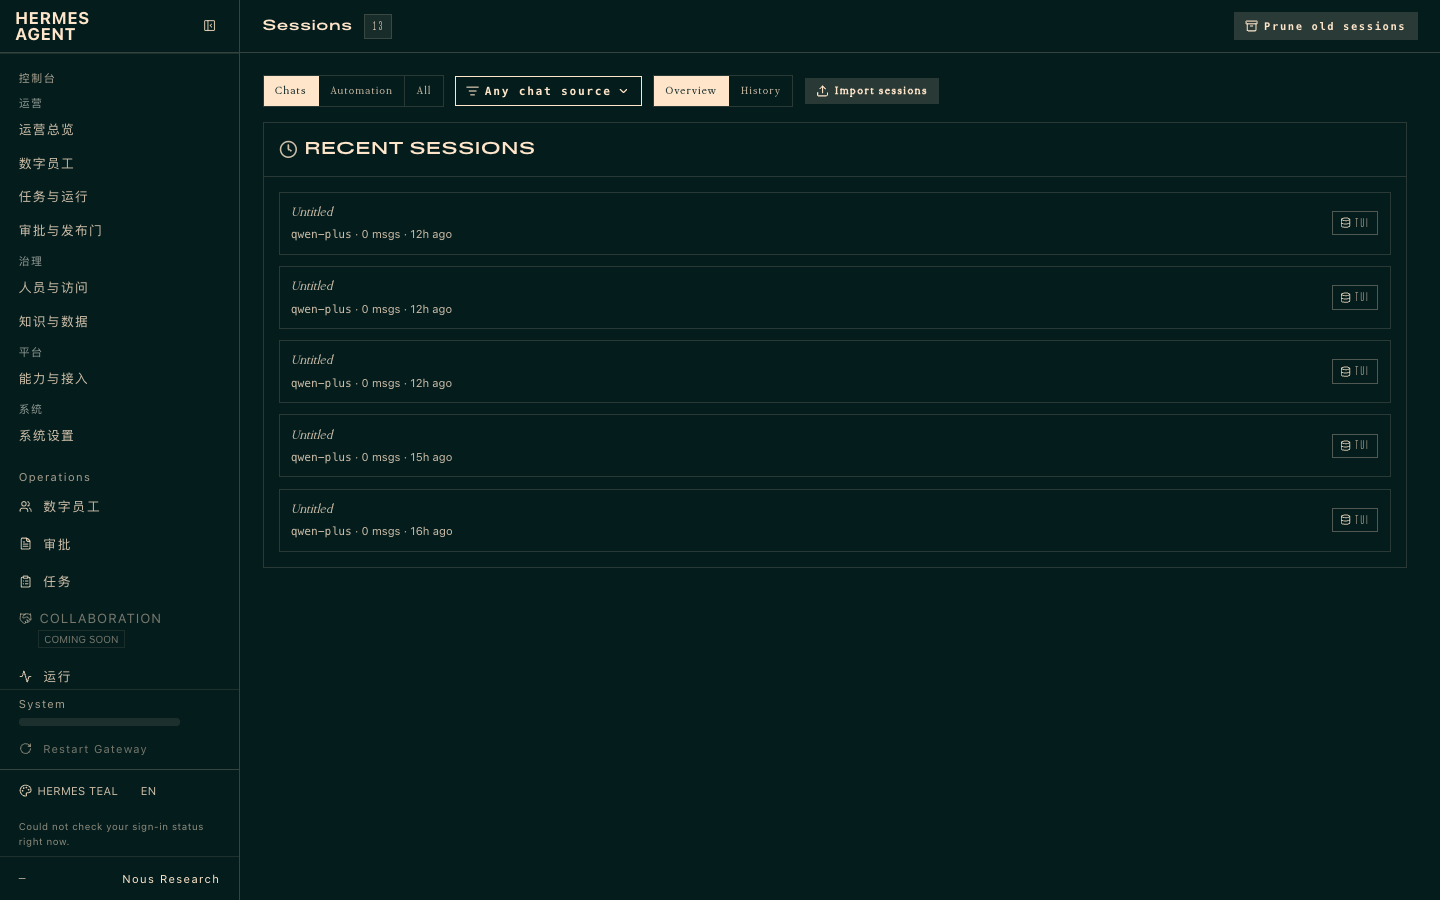 HERMES
AGENT
控制台
运营
运营总览
数字员工
任务与运行
审批与发布门
治理
人员与访问
知识与数据
平台
能力与接入
系统
系统设置
Operations
数字员工
审批
任务
COLLABORATION
COMING SOON
运行
System
Restart Gateway
HERMES TEAL EN
Could not check your sign-in status
right now.
– Nous Research
Sessions 13
Prune old sessions
Chats Automation All Any chat source Overview History Import sessions
RECENT SESSIONS
Untitled
qwen-plus · 0 msgs · 12h ago
TUI
Untitled
qwen-plus · 0 msgs · 12h ago
TUI
Untitled
qwen-plus · 0 msgs · 12h ago
TUI
Untitled
qwen-plus · 0 msgs · 15h ago
TUI
Untitled
qwen-plus · 0 msgs · 16h ago
TUI